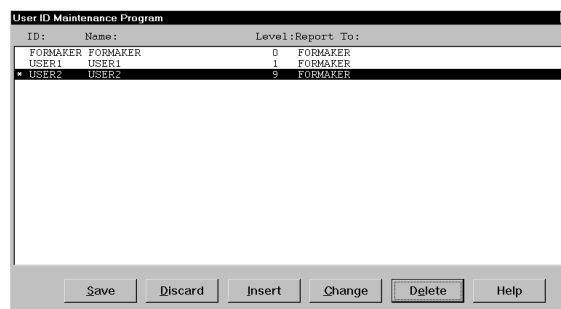 User ID Maintenance Program
ID: Name: Level:Report To:
FORMAKER FORMAKER 0 FORMAKER
USER1 USER1 1 FORMAKER
* USER2 USER2 9 FORMAKER
Save Discard Insert Change Delete Help